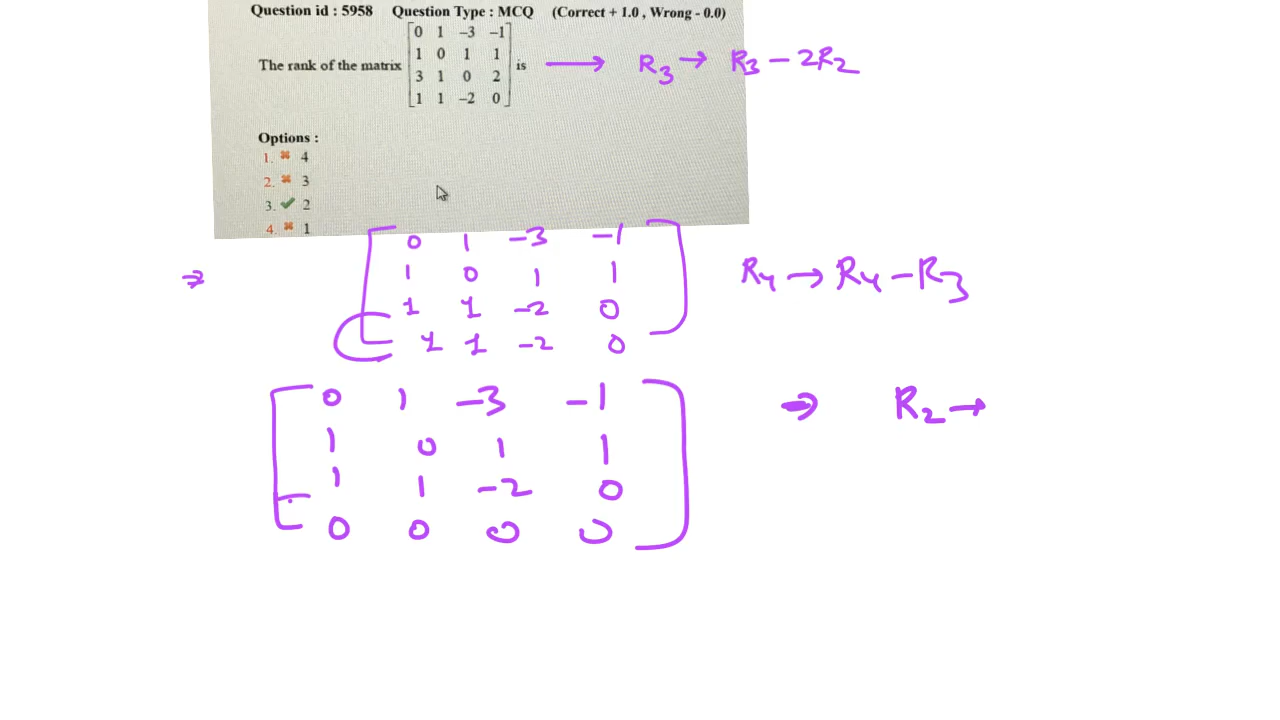 Question id : 5958 Question Type : MCQ (Correct + 1.0 , Wrong - 0.0)
The rank of the matrix [0 1 -3 -1
1 0 1 1
3 1 0 2
1 1 -2 0] is → R3 → R3 - 2R2
Options :
1. ✖ 4
2. ✖ 3
3. ✔ 2
4. ✖ 1
⇒ [0 1 -3 -1
1 0 1 1
1 1 -2 0
1 1 -2 0] R4 → R4 - R3
[0 1 -3 -1
1 0 1 1
1 1 -2 0
0 0 0 0] ⇒ R2 →